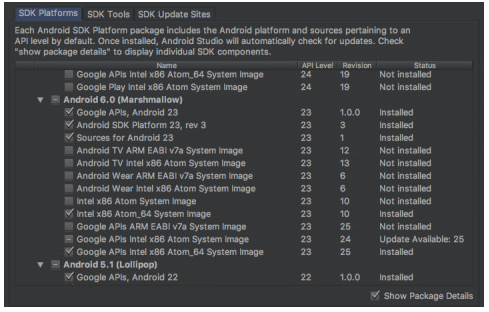 SDK Platforms SDK Tools SDK Update Sites
Each Android SDK Platform package includes the Android platform and sources pertaining to an
API level by default. Once installed, Android Studio will automatically check for updates. Check
"show package details" to display individual SDK components.
Name API Level Revision Status
Google APIs Intel x86 Atom_64 System Image 24 19 Not installed
Google Play Intel x86 Atom System Image 24 19 Not installed
Android 6.0 (Marshmallow)
Google APIs, Android 23 23 1.0.0 Installed
Android SDK Platform 23, rev 3 23 3 Installed
Sources for Android 23 23 1 Installed
Android TV ARM EABI v7a System Image 23 12 Not installed
Android TV Intel x86 Atom System Image 23 13 Not installed
Android Wear ARM EABI v7a System Image 23 6 Not installed
Android Wear Intel x86 Atom System Image 23 6 Not installed
Intel x86 Atom System Image 23 10 Not installed
Intel x86 Atom_64 System Image 23 10 Installed
Google APIs ARM EABI v7a System Image 23 25 Not installed
Google APIs Intel x86 Atom System Image 23 24 Update Available: 25
Google APIs Intel x86 Atom_64 System Image 23 25 Installed
Android 5.1 (Lollipop)
Google APIs, Android 22 22 1.0.0 Installed
Show Package Details